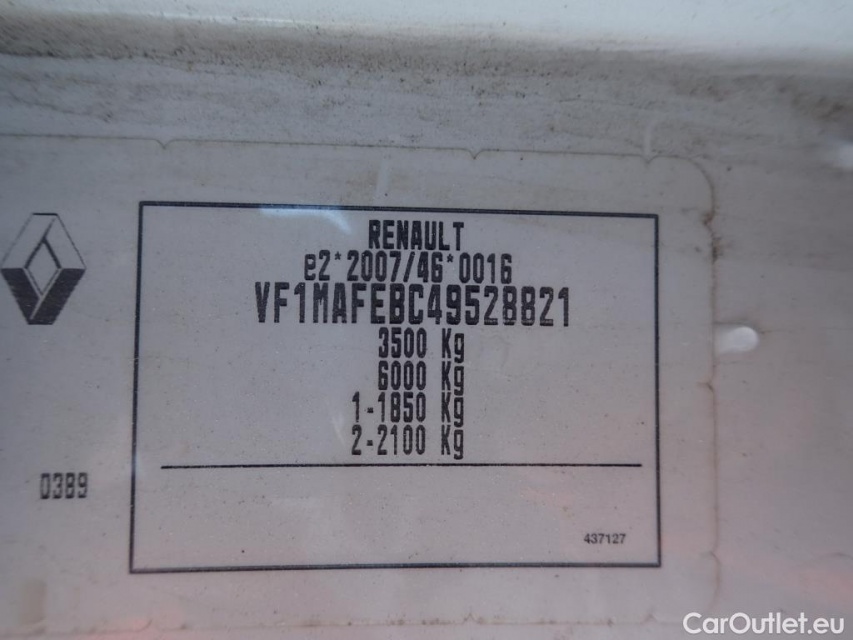 RENAULT
e2*2007/46*0016
VF1MAFEBC49528821
3500 Kg
6000 Kg
1-1850 Kg
2-2100 Kg
0389
437127
CarOutlet.eu